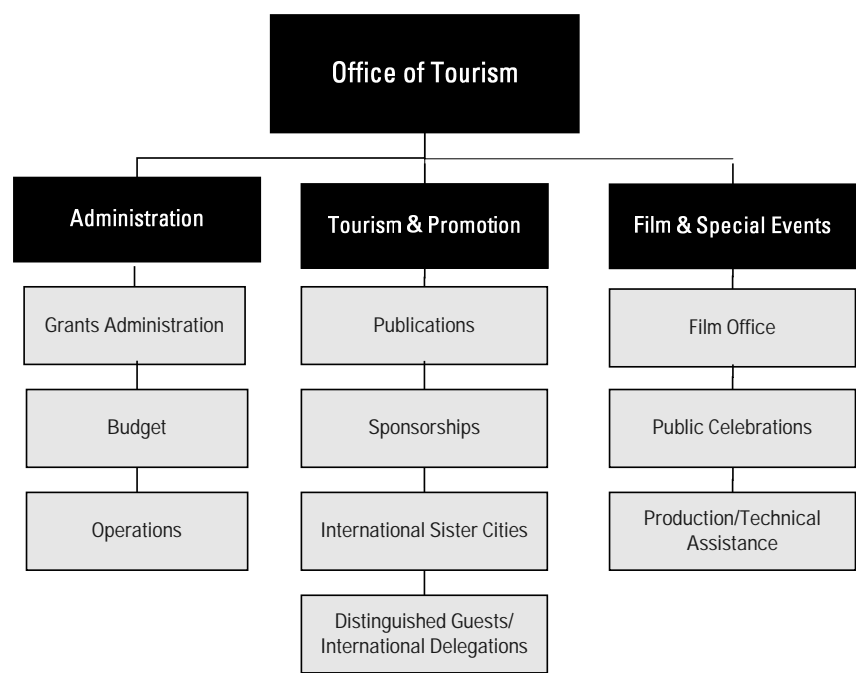 Office of Tourism
Administration
Tourism & Promotion
Film & Special Events
Grants Administration
Publications
Film Office
Budget
Sponsorships
Public Celebrations
Operations
International Sister Cities
Production/Technical
Assistance
Distinguished Guests/
International Delegations